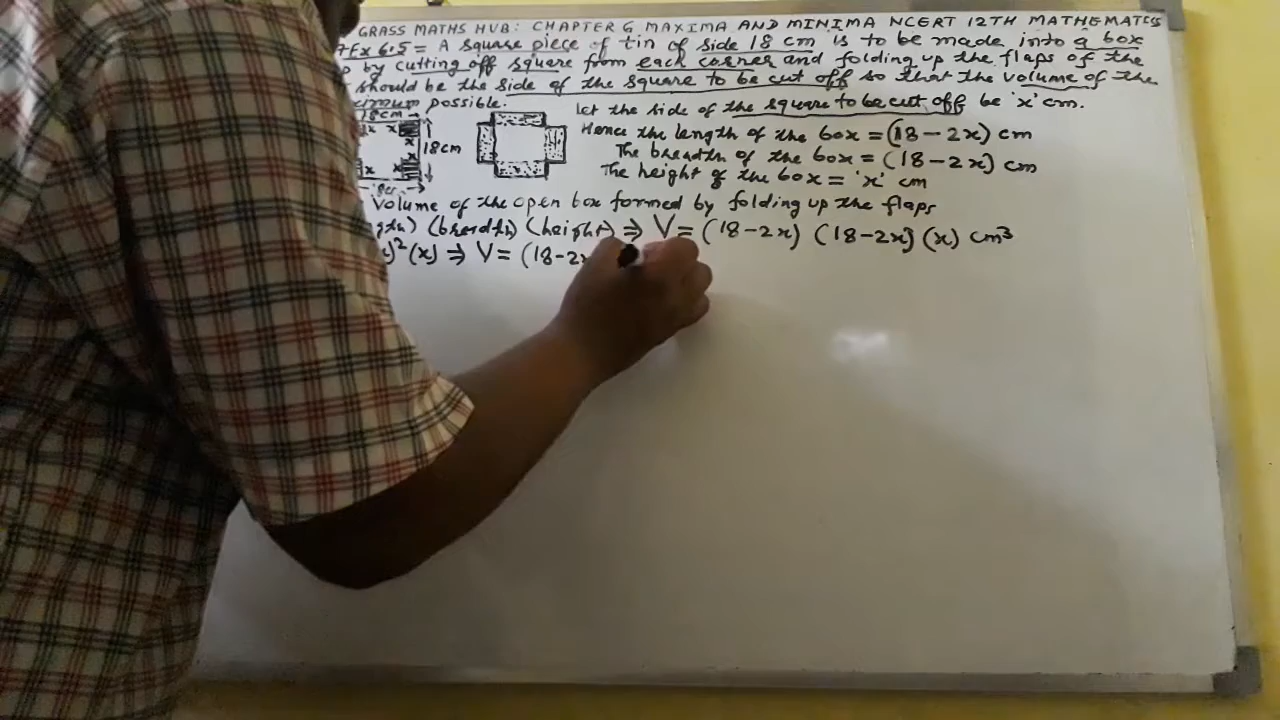 GRASS MATHS HUB: CHAPTER 6 MAXIMA AND MINIMA NCERT 12TH MATHEMATICS
Ex 6.5 = A square piece of tin of side 18 cm is to be made into a box
by cutting off square from each corner and folding up the flaps of the
should be the side of the square to be cut off so that the volume of the
possible.
18cm
x x
x
18cm
x x
let the side of the square to be cut off be 'x' cm.
Hence the length of the box = (18-2x) cm
The breadth of the box = (18-2x) cm
The height of the box = 'x' cm
Volume of the open box formed by folding up the flaps
(breadth) (height) ⇒ V = (18-2x) (18-2x) (x) cm³
)²(x) ⇒ V = (18-2x